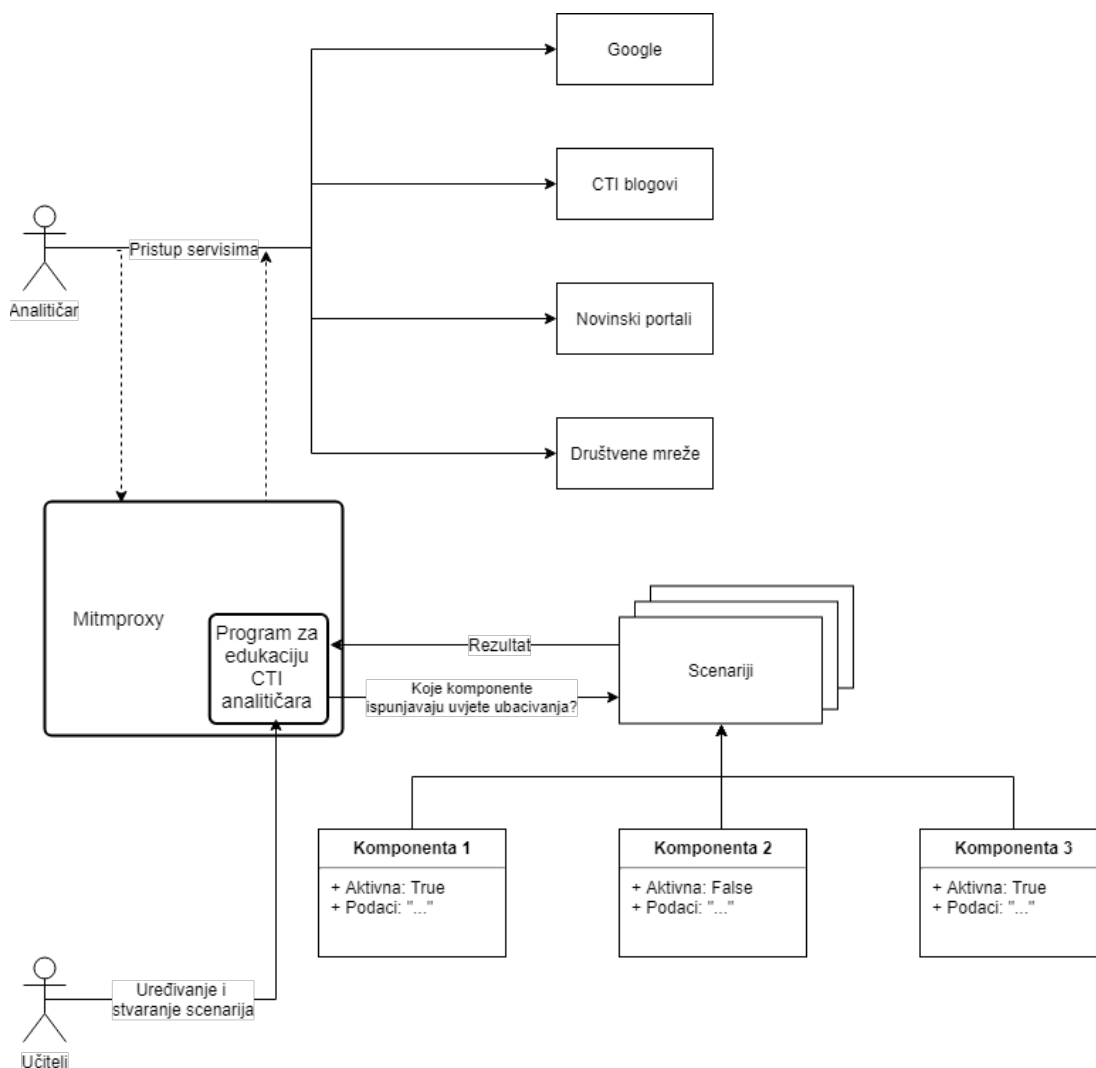 Google
CTI blogovi
Pristup servisima
Analitičar
Novinski portali
Društvene mreže
Mitmproxy
Program za
edukaciju
CTI
analitičara
Rezultat
Koje komponente
ispunjavaju uvjete ubacivanja?
Scenariji
Komponenta 1
+ Aktivna: True
+ Podaci: "..."
Komponenta 2
+ Aktivna: False
+ Podaci: "..."
Komponenta 3
+ Aktivna: True
+ Podaci: "..."
Uređivanje i
stvaranje scenarija
Učitelj